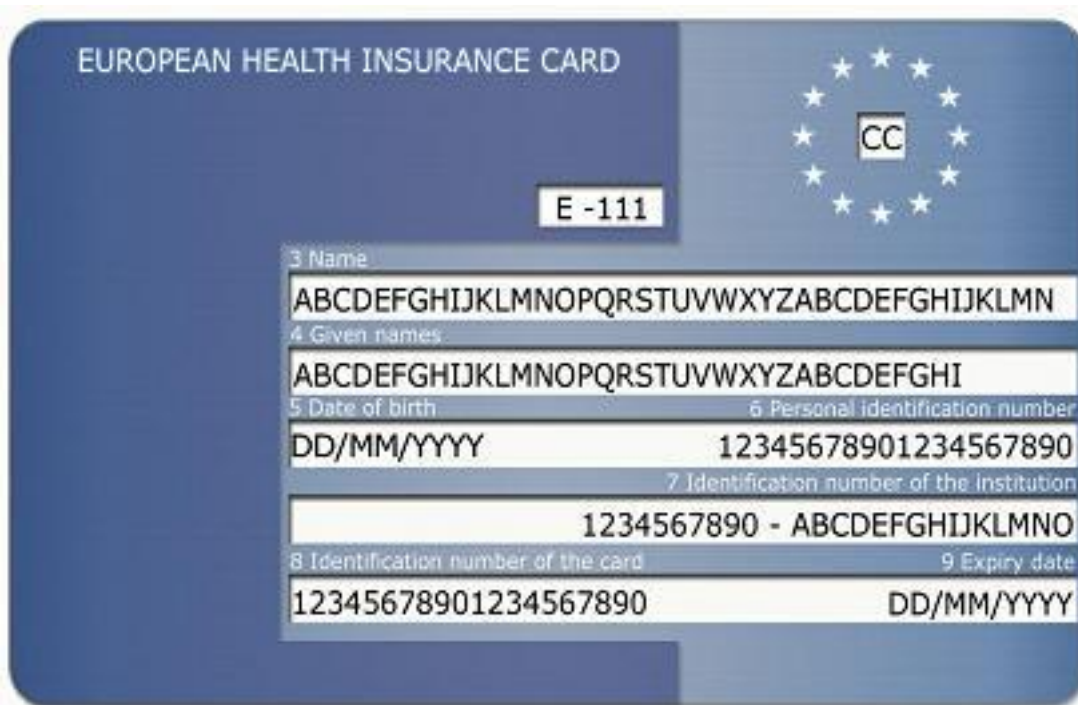 EUROPEAN HEALTH INSURANCE CARD
CC
E -111
3 Name
ABCDEFGHIJKLMNOPQRSTUVWXYZABCDEFGHIJKLMN
4 Given names
ABCDEFGHIJKLMNOPQRSTUVWXYZABCDEFGHI
5 Date of birth 6 Personal identification number
DD/MM/YYYY 12345678901234567890
7 Identification number of the institution
1234567890 - ABCDEFGHIJKLMNO
8 Identification number of the card 9 Expiry date
12345678901234567890 DD/MM/YYYY